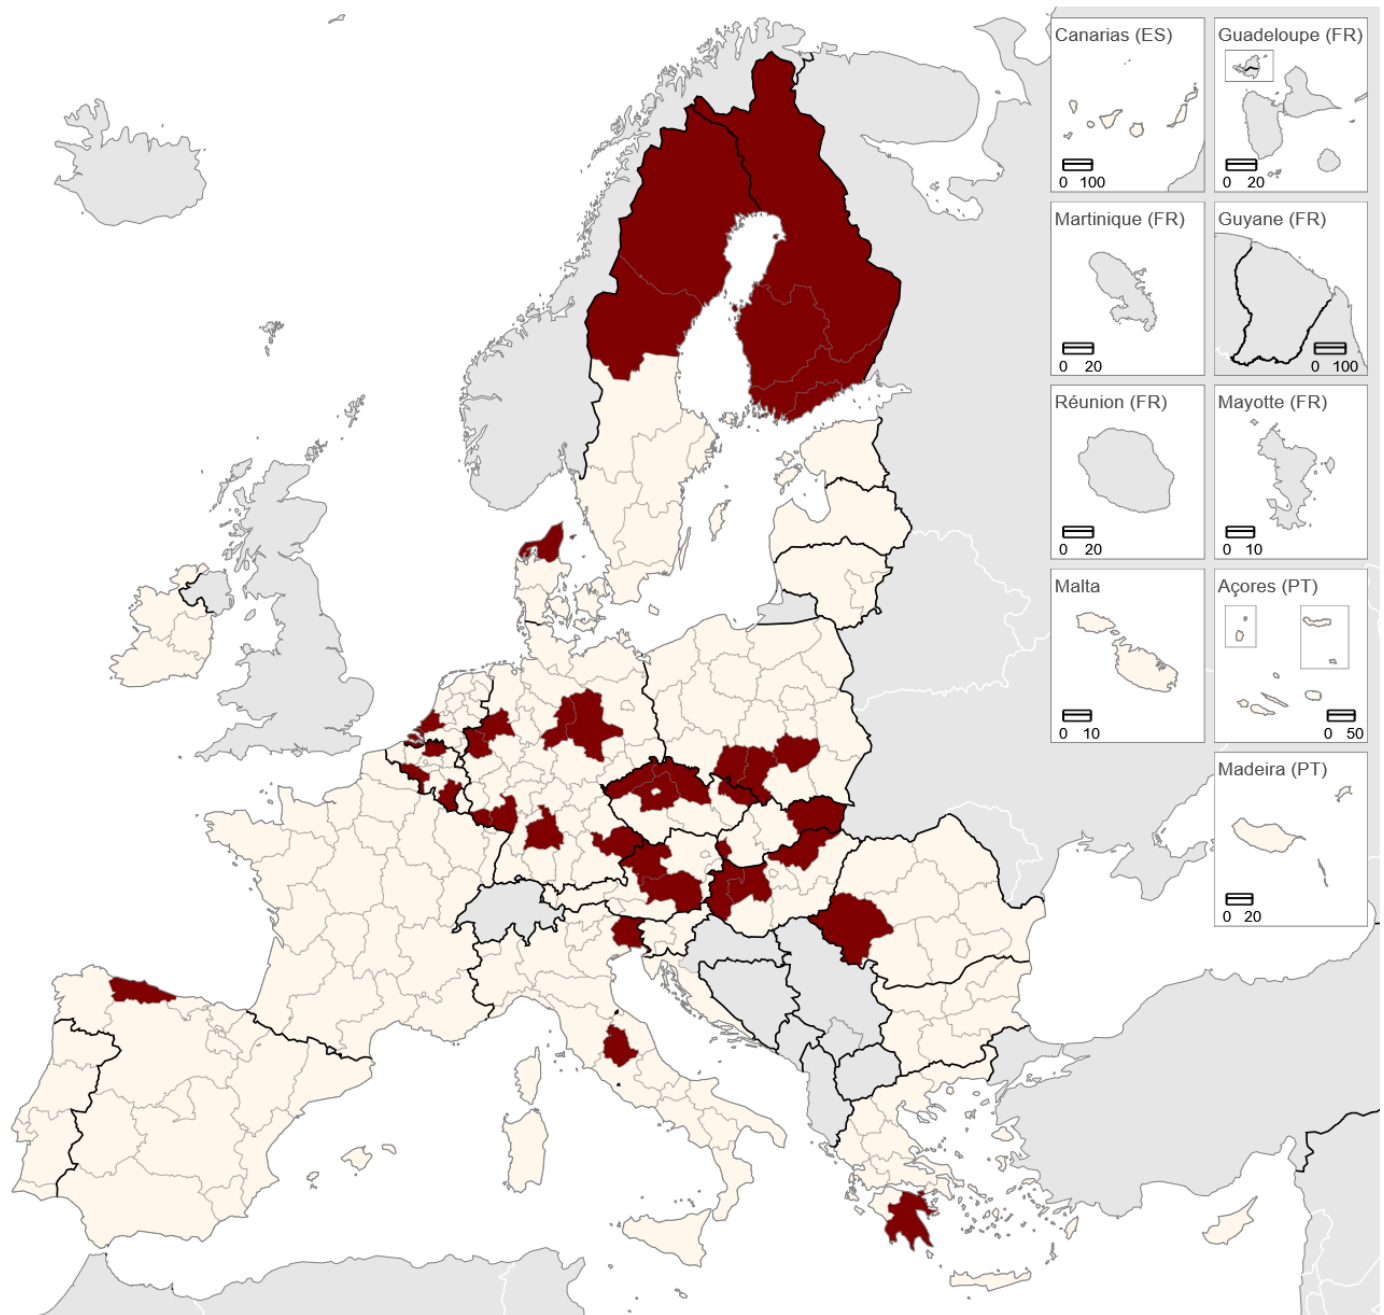 Canarias (ES)
0 100
Guadeloupe (FR)
0 20
Martinique (FR)
0 20
Guyane (FR)
0 100
Réunion (FR)
0 20
Mayotte (FR)
0 10
Malta
0 10
Açores (PT)
0 50
Madeira (PT)
0 20